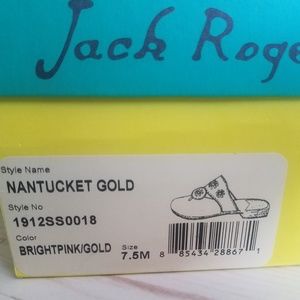 Jack Roge
Style Name
NANTUCKET GOLD
Style No
1912SS0018
Color
BRIGHTPINK/GOLD
Size
7.5M
8 85434 28867 1